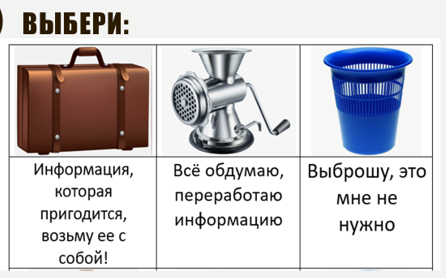 ВЫБЕРИ:
Информация,
которая
пригодится,
возьму ее с
собой!
Всё обдумаю,
переработаю
информацию
Выброшу, это
мне не
нужно